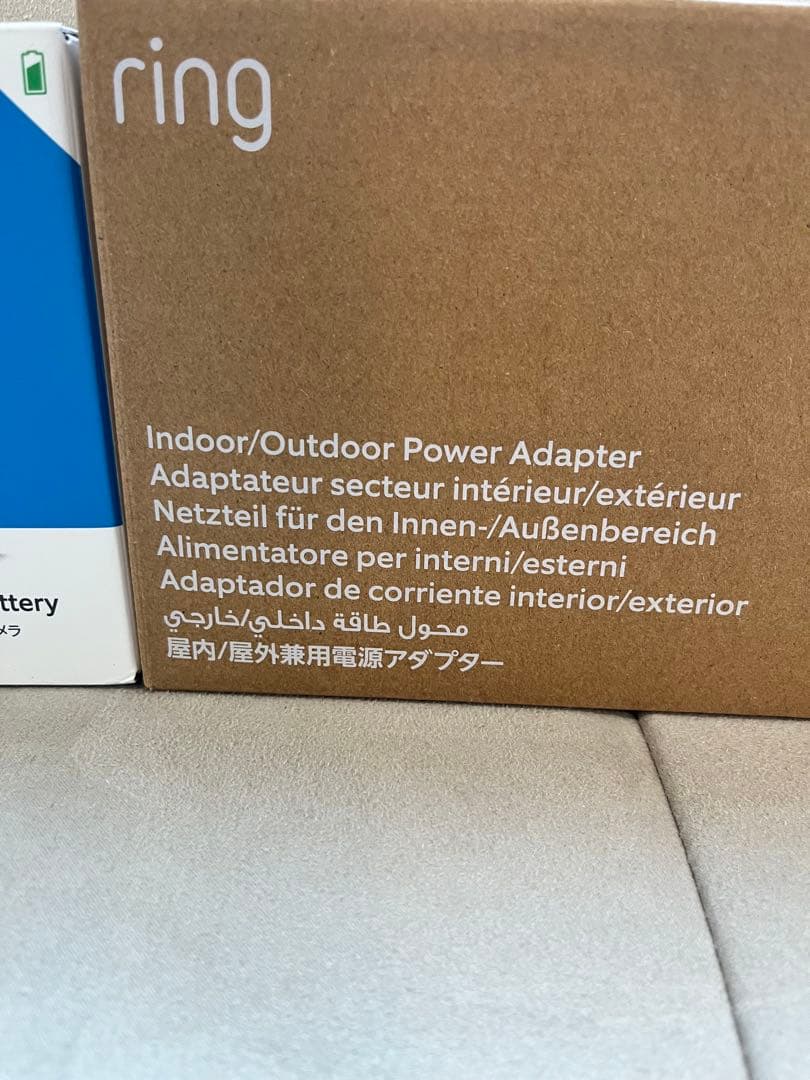 ring
Indoor/Outdoor Power Adapter
Adaptateur secteur intérieur/extérieur
Netzteil für den Innen-/Außenbereich
Alimentatore per interni/esterni
Adaptador de corriente interior/exterior
محول طاقة داخلي/خارجي
屋内/屋外兼用電源アダプター
ttery
メラ